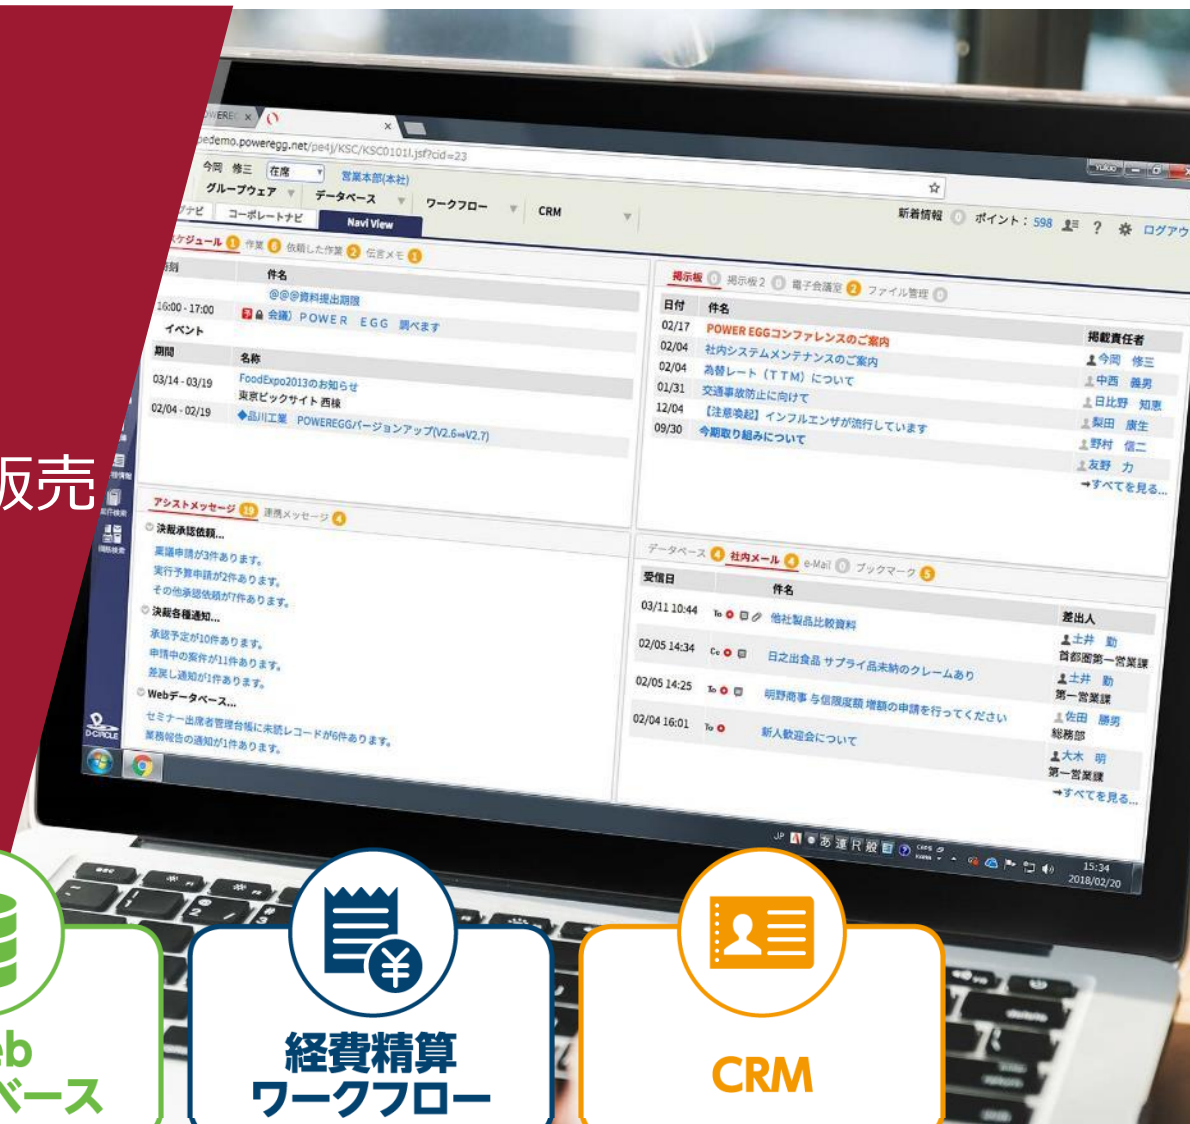 販売
pedemo.poweregg.net/pe4j/KSC/KSC0101I.jsf?cid=23
今岡 修三 在席 営業本部(本社)
グループウェア データベース ワークフロー CRM
新着情報 0 ポイント：598 ? ログアウ
コーポレートナビ Navi View
ケジュール 1 作業 6 依頼した作業 2 伝言メモ 1
件名
@@@資料提出期限
16:00 - 17:00 会議）POWER EGG 調べます
イベント
期間 名称
03/14 - 03/19 FoodExpo2013のお知らせ
東京ビックサイト 西棟
02/04 - 02/19 ◆品川工業 POWEREGGバージョンアップ(V2.6⇒V2.7)
掲示板 0 掲示板2 0 電子会議室 2 ファイル管理 0
日付 件名 掲載責任者
02/17 POWER EGGコンファレンスのご案内 今岡 修三
02/04 社内システムメンテナンスのご案内 中西 義男
02/04 為替レート（TTM）について 日比野 知恵
01/31 交通事故防止に向けて 梨田 康生
12/04 【注意喚起】インフルエンザが流行しています 野村 信二
09/30 今期取り組みについて 友野 力
➞すべてを見る...
アシストメッセージ 19 連携メッセージ 4
決裁承認依頼...
稟議申請が3件あります。
実行予算申請が2件あります。
その他承認依頼が7件あります。
決裁各種通知...
承認予定が10件あります。
申請中の案件が11件あります。
差戻し通知が1件あります。
Webデータベース...
セミナー出席者管理台帳に未読レコードが6件あります。
業務報告の通知が1件あります。
データベース 4 社内メール 4 e-Mail 0 ブックマーク 5
受信日 件名 差出人
03/11 10:44 To 他社製品比較資料 土井 勤
首都圏第一営業課
02/05 14:34 Cc 日之出食品 サプライ品未納のクレームあり 土井 勤
第一営業課
02/05 14:25 To 明野商事 与信限度額 増額の申請を行ってください 佐田 勝男
総務部
02/04 16:01 To 新人歓迎会について 大木 明
第一営業課
➞すべてを見る...
D-CIRCLE
JP あ 連 R 般
15:34
2018/02/20
eb
ベース
経費精算
ワークフロー
CRM